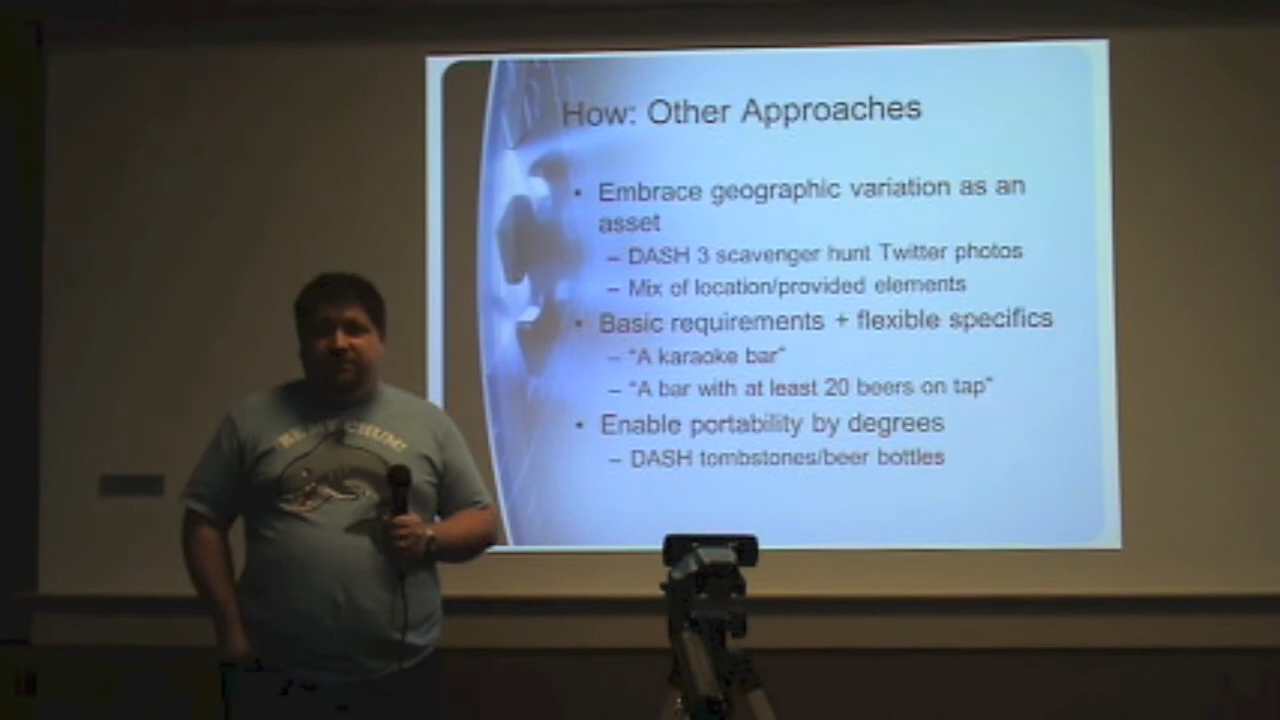 How: Other Approaches
• Embrace geographic variation as an
asset
– DASH 3 scavenger hunt Twitter photos
– Mix of location/provided elements
• Basic requirements + flexible specifics
– "A karaoke bar"
– "A bar with at least 20 beers on tap"
• Enable portability by degrees
– DASH tombstones/beer bottles